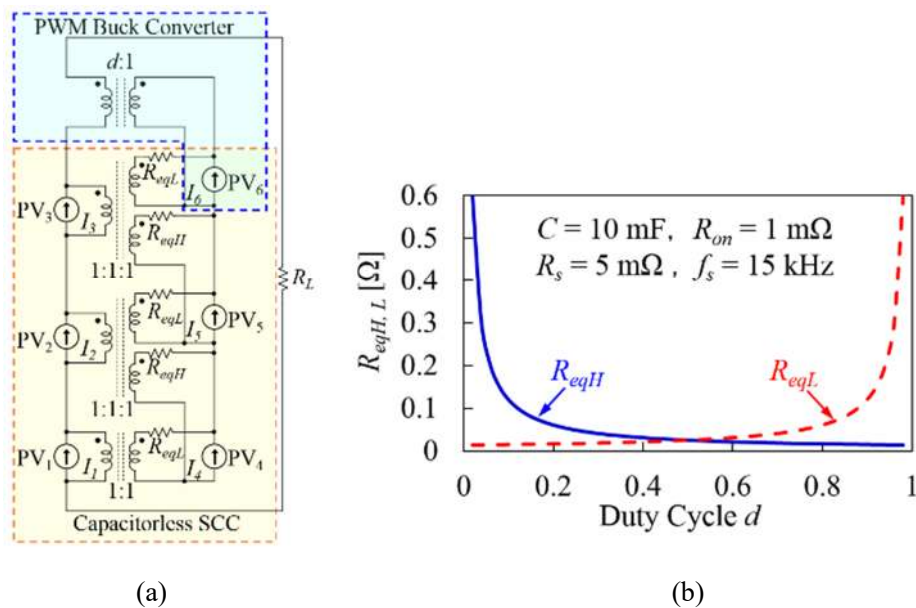 PWM Buck Converter
d:1
R_eqL
PV_6
I_6
PV_3
I_3
R_eqH
1:1:1
R_L
R_eqL
PV_2
I_2
I_5
PV_5
R_eqH
1:1:1
PV_1
I_1
R_eqL
I_4
PV_4
1:1
Capacitorless SCC
(a)
R_eqH, L [Ω]
0.6
0.5
0.4
0.3
0.2
0.1
0
C = 10 mF, R_on = 1 mΩ
R_s = 5 mΩ , f_s = 15 kHz
R_eqH
R_eqL
0 0.2 0.4 0.6 0.8 1
Duty Cycle d
(b)